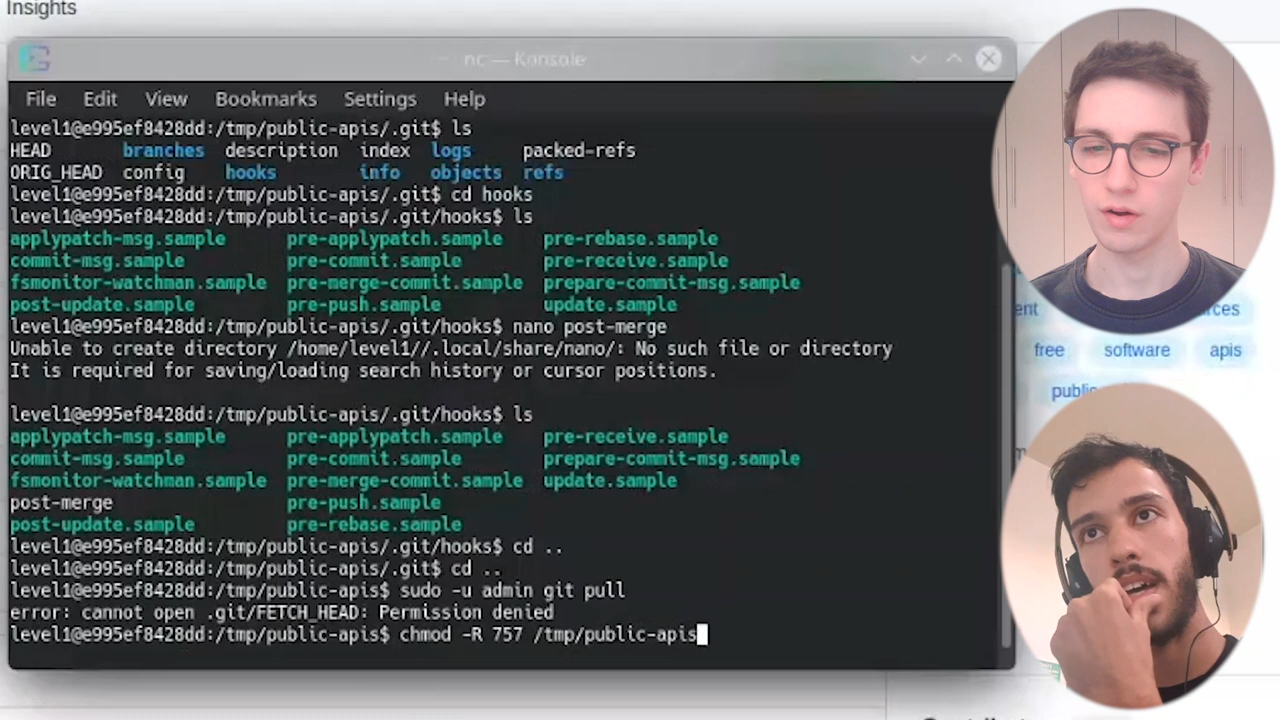 Insights
nc — Konsole
File Edit View Bookmarks Settings Help
level1@e995ef8428dd:/tmp/public-apis/.git$ ls
HEAD branches description index logs packed-refs
ORIG_HEAD config hooks info objects refs
level1@e995ef8428dd:/tmp/public-apis/.git$ cd hooks
level1@e995ef8428dd:/tmp/public-apis/.git/hooks$ ls
applypatch-msg.sample pre-applypatch.sample pre-rebase.sample
commit-msg.sample pre-commit.sample pre-receive.sample
fsmonitor-watchman.sample pre-merge-commit.sample prepare-commit-msg.sample
post-update.sample pre-push.sample update.sample
level1@e995ef8428dd:/tmp/public-apis/.git/hooks$ nano post-merge
Unable to create directory /home/level1//.local/share/nano/: No such file or directory
It is required for saving/loading search history or cursor positions.
level1@e995ef8428dd:/tmp/public-apis/.git/hooks$ ls
applypatch-msg.sample pre-applypatch.sample pre-receive.sample
commit-msg.sample pre-commit.sample prepare-commit-msg.sample
fsmonitor-watchman.sample pre-merge-commit.sample update.sample
post-merge pre-push.sample
post-update.sample pre-rebase.sample
level1@e995ef8428dd:/tmp/public-apis/.git/hooks$ cd ..
level1@e995ef8428dd:/tmp/public-apis/.git$ cd ..
level1@e995ef8428dd:/tmp/public-apis$ sudo -u admin git pull
error: cannot open .git/FETCH_HEAD: Permission denied
level1@e995ef8428dd:/tmp/public-apis$ chmod -R 757 /tmp/public-apis
free software apis